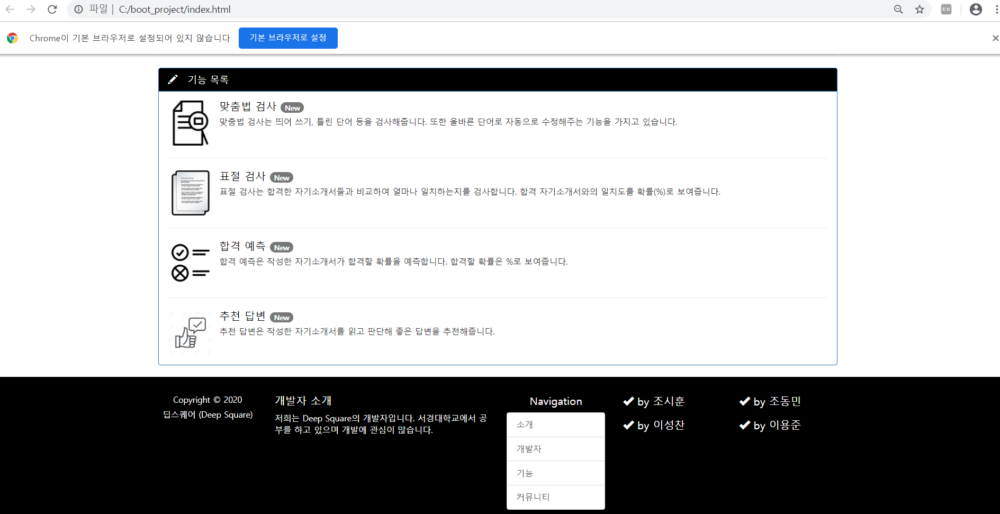 파일 | C:/boot_project/index.html
EX
Chrome이 기본 브라우저로 설정되어 있지 않습니다
기본 브라우저로 설정
기능 목록
맞춤법 검사 New
맞춤법 검사는 띄어 쓰기, 틀린 단어 등을 검사해줍니다. 또한 올바른 단어로 자동으로 수정해주는 기능을 가지고 있습니다.
표절 검사 New
표절 검사는 합격한 자기소개서들과 비교하여 얼마나 일치하는지를 검사합니다. 합격 자기소개서와의 일치도를 확률(%)로 보여줍니다.
합격 예측 New
합격 예측은 작성한 자기소개서가 합격할 확률을 예측합니다. 합격할 확률은 %로 보여줍니다.
추천 답변 New
추천 답변은 작성한 자기소개서를 읽고 판단해 좋은 답변을 추천해줍니다.
Copyright © 2020
딥스퀘어 (Deep Square)
개발자 소개
저희는 Deep Square의 개발자입니다. 서경대학교에서 공
부를 하고 있으며 개발에 관심이 많습니다.
Navigation
소개
개발자
기능
커뮤니티
by 조시훈
by 이성찬
by 조동민
by 이용준